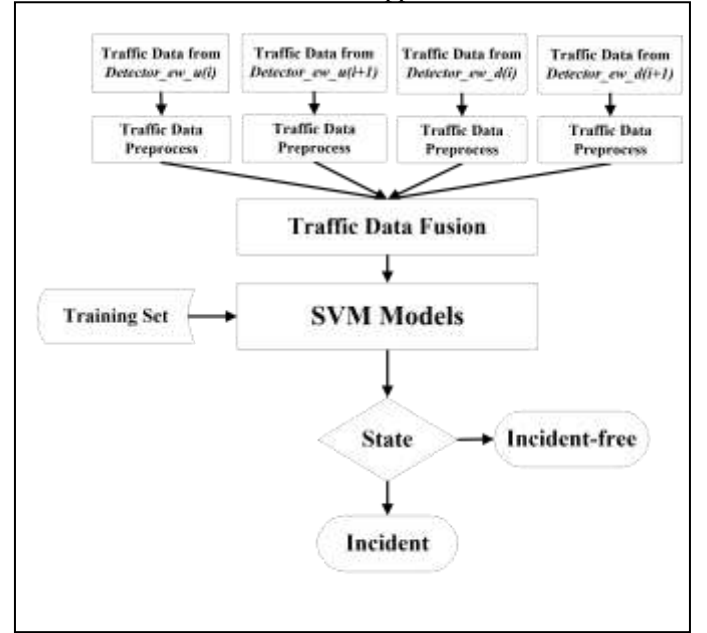 Traffic Data from
Detector_ew_u(i)
Traffic Data from
Detector_ew_u(i+1)
Traffic Data from
Detector_ew_d(i)
Traffic Data from
Detector_ew_d(i+1)
Traffic Data
Preprocess
Traffic Data
Preprocess
Traffic Data
Preprocess
Traffic Data
Preprocess
Traffic Data Fusion
Training Set
SVM Models
State
Incident-free
Incident